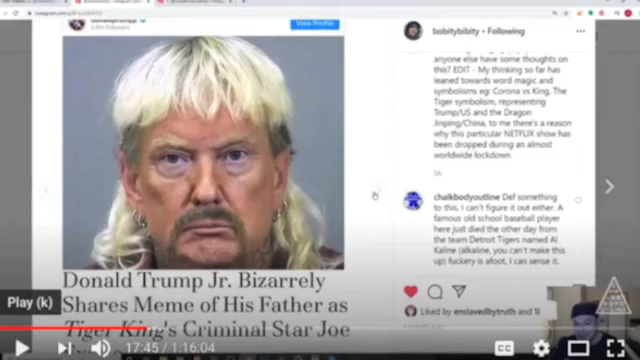 View Profile
bobitybibity • Following
anyone else have some thoughts on
this? EDIT - My thinking so far has
leaned towards word magic and
symbolisms eg: Corona vs King, The
Tiger symbolism, representing
Trump/US and the Dragon
Jinping/China, to me there's a reason
why this particular NETFLIX show has
been dropped during an almost
worldwide lockdown
chalkbodyoutline Def something
to this, I can't figure it out either. A
famous old school baseball player
here just died the other day from
the team Detroit Tigers named Al
Kaline (alkaline, you can't make this
up) fuckery is afoot, I can sense it.
Liked by enslavedbytruth and
Donald Trump Jr. Bizarrely
Shares Meme of His Father as
Tiger King's Criminal Star Joe
Play (k)
17:45 / 1:16:04